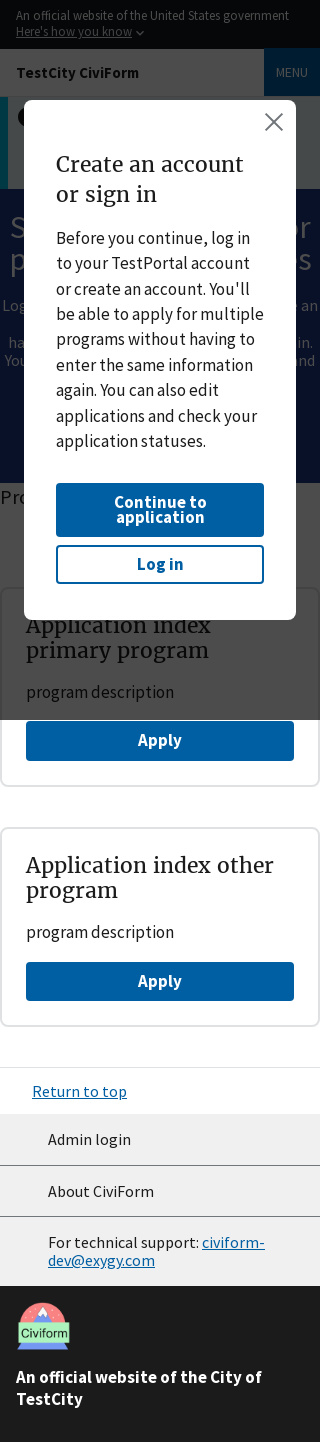 An official website of the United States government
Here's how you know
TestCity CiviForm
MENU
Create an account
or sign in
Before you continue, log in
to your TestPortal account
or create an account. You'll
be able to apply for multiple
programs without having to
enter the same information
again. You can also edit
applications and check your
application statuses.
Continue to
application
Log in
Application index
primary program
program description
Apply
Application index other
program
program description
Apply
Return to top
Admin login
About CiviForm
For technical support: civiform-
dev@exygy.com
Civiform
An official website of the City of
TestCity